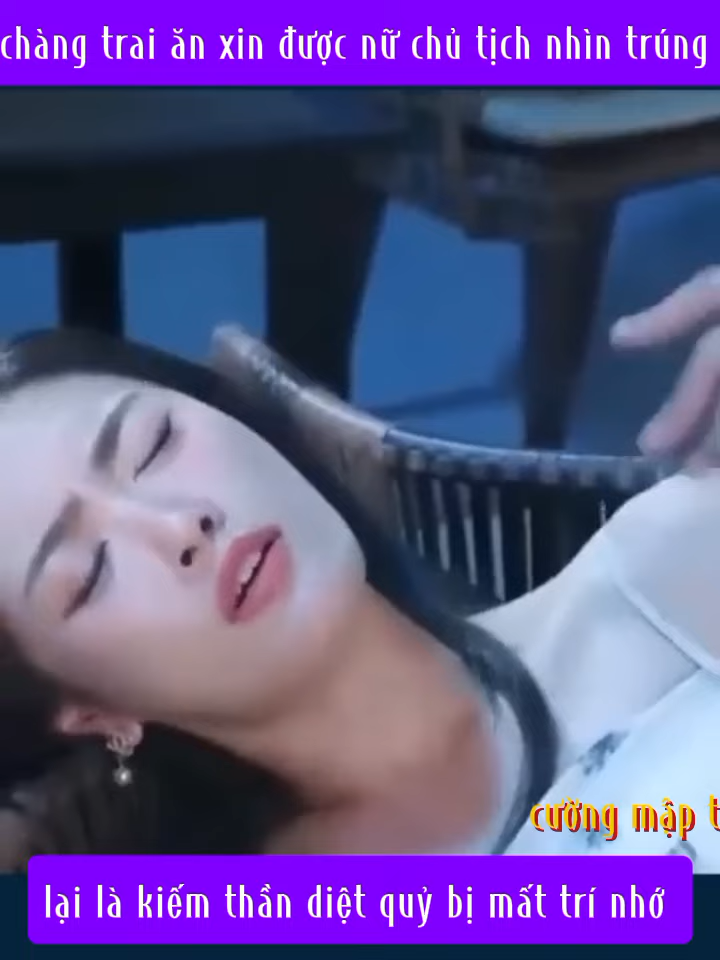 chàng trai ăn xin được nữ chủ tịch nhìn trúng
cường mập
lại là kiếm thần diệt quỷ bị mất trí nhớ